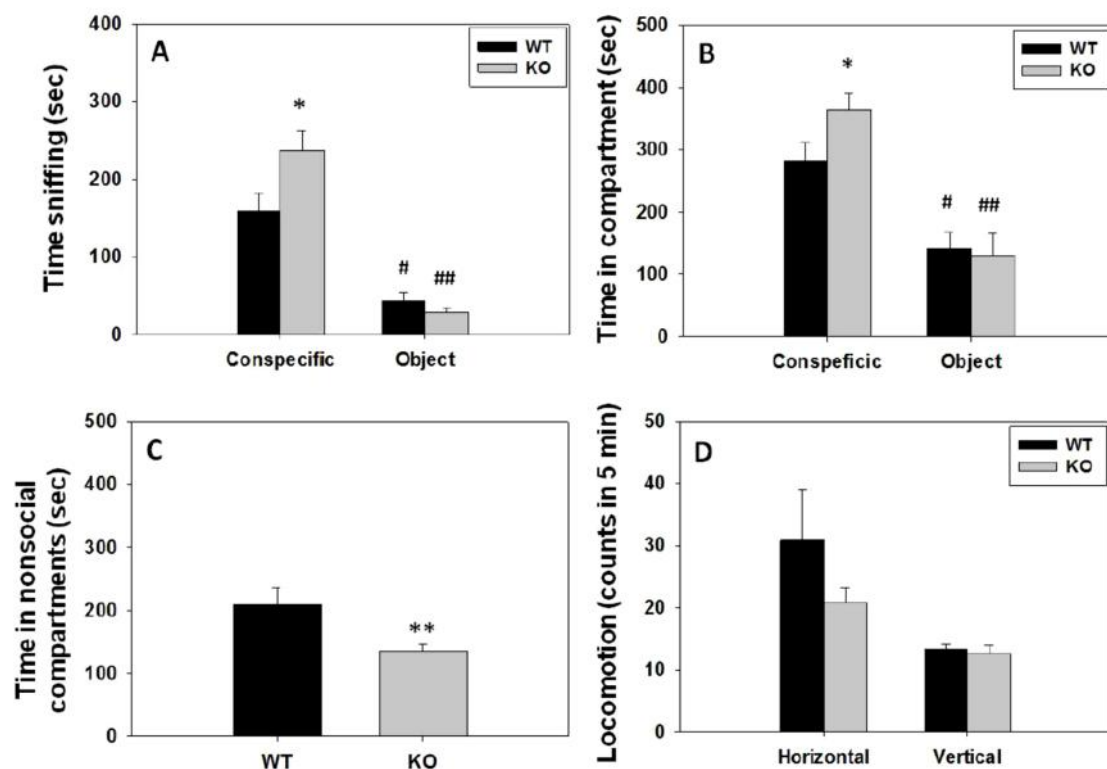 A
WT
KO
Time sniffing (sec)
400
300
200
100
0
*
#
##
Conspecific
Object
B
WT
KO
Time in compartment (sec)
500
400
300
200
100
0
*
#
##
Conspeficic
Object
C
Time in nonsocial
compartments (sec)
500
400
300
200
100
0
**
WT
KO
D
WT
KO
Locomotion (counts in 5 min)
50
40
30
20
10
0
Horizontal
Vertical